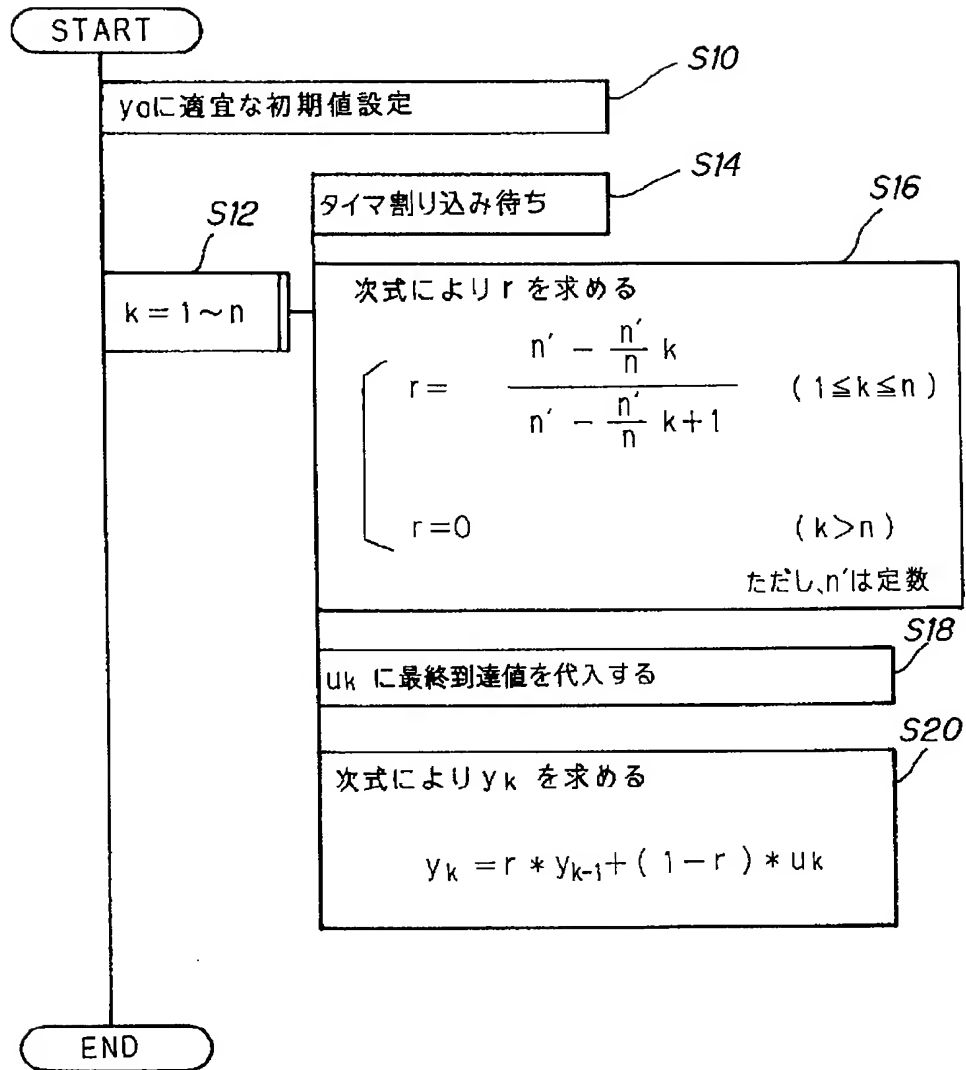 START
S10
y0に適宜な初期値設定
S14
タイマ割り込み待ち
S12
k=1~n
S16
次式によりrを求める
r= (n′ - n′/n k) / (n′ - n′/n k+1) (1≦k≦n)
r=0 (k>n)
ただし、n′は定数
S18
uk に最終到達値を代入する
S20
次式によりyk を求める
yk =r*yk-1+(1-r)*uk
END